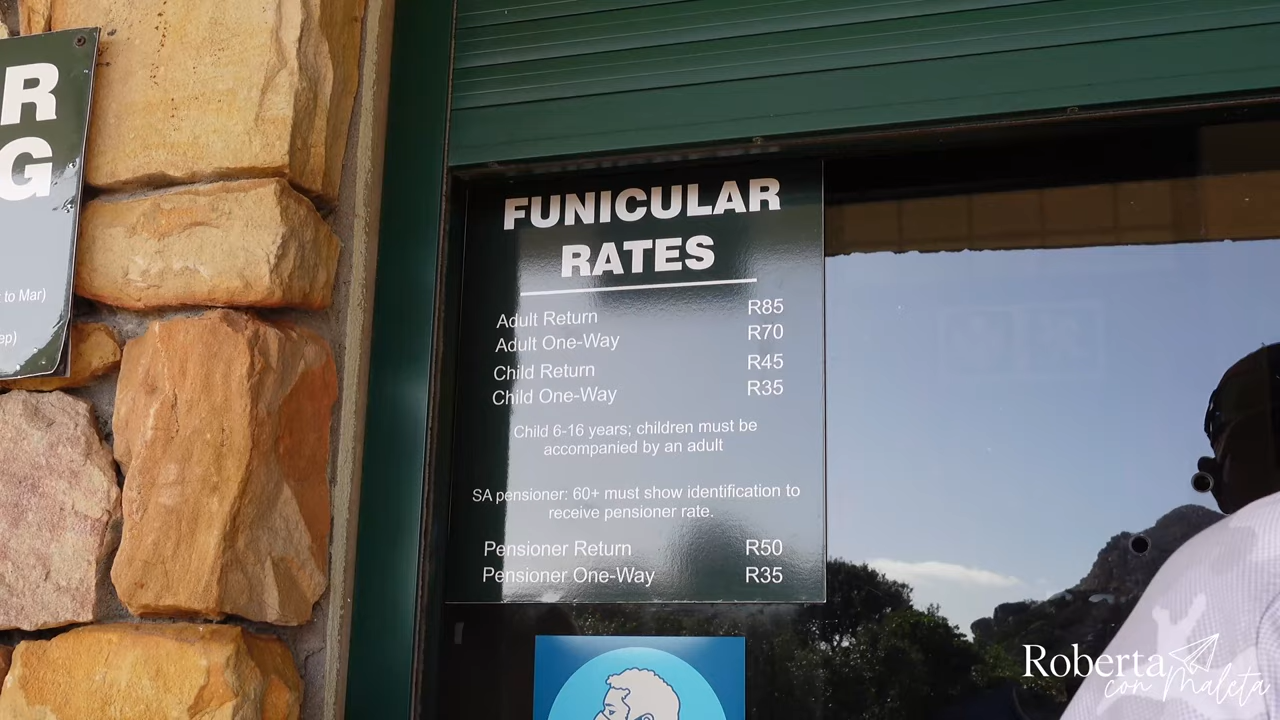 R
G
to Mar)
ep)
FUNICULAR
RATES
Adult Return R85
Adult One-Way R70
Child Return R45
Child One-Way R35
Child 6-16 years; children must be
accompanied by an adult
SA pensioner: 60+ must show identification to
receive pensioner rate.
Pensioner Return R50
Pensioner One-Way R35
Roberta
con Maleta